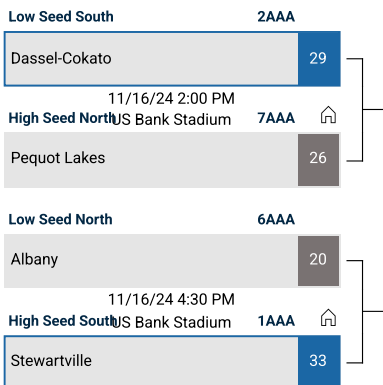 Low Seed South 2AAA
Dassel-Cokato 29
11/16/24 2:00 PM
High Seed North US Bank Stadium 7AAA
Pequot Lakes 26
Low Seed North 6AAA
Albany 20
11/16/24 4:30 PM
High Seed South US Bank Stadium 1AAA
Stewartville 33